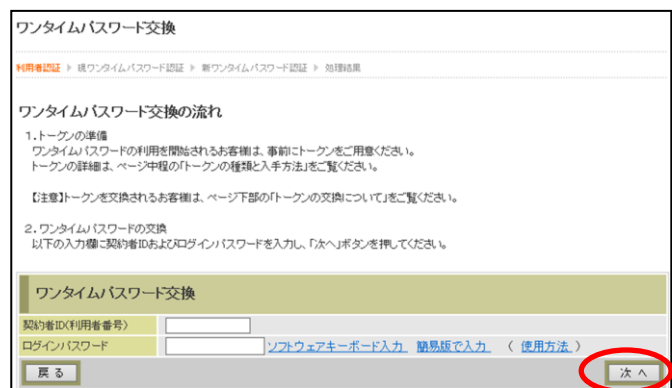 ワンタイムパスワード交換
利用者認証 ▶ 現ワンタイムパスワード認証 ▶ 新ワンタイムパスワード認証 ▶ 処理結果
ワンタイムパスワード交換の流れ
1.トークンの準備
ワンタイムパスワードの利用を開始されるお客様は、事前にトークンをご用意ください。
トークンの詳細は、ページ中程の「トークンの種類と入手方法」をご覧ください。
【注意】トークンを交換されるお客様は、ページ下部の「トークンの交換について」をご覧ください。
2.ワンタイムパスワードの交換
以下の入力欄に契約者IDおよびログインパスワードを入力し、「次へ」ボタンを押してください。
ワンタイムパスワード交換
契約者ID(利用者番号)
ログインパスワード ソフトウェアキーボード入力 簡易版で入力 ( 使用方法 )
戻る 次へ